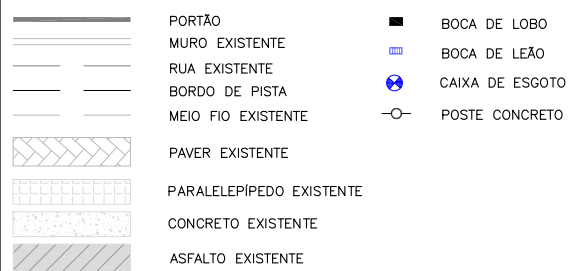 PORTÃO
MURO EXISTENTE
RUA EXISTENTE
BORDO DE PISTA
MEIO FIO EXISTENTE
PAVER EXISTENTE
PARALELEPÍPEDO EXISTENTE
CONCRETO EXISTENTE
ASFALTO EXISTENTE
BOCA DE LOBO
BOCA DE LEÃO
CAIXA DE ESGOTO
POSTE CONCRETO